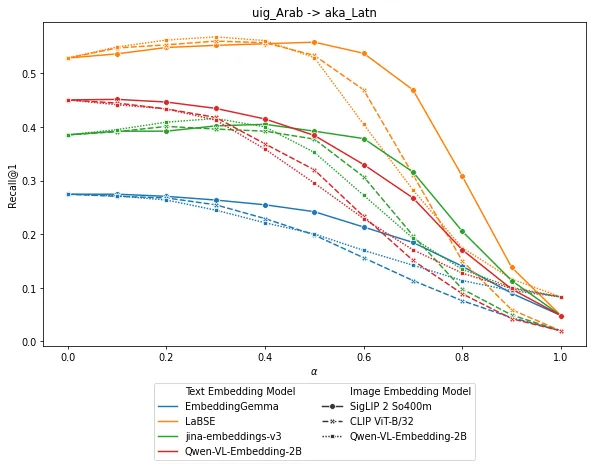 uig_Arab -> aka_Latn
Recall@1
0.5
0.4
0.3
0.2
0.1
0.0
0.0 0.2 0.4 0.6 0.8 1.0
α
Text Embedding Model
EmbeddingGemma
LaBSE
jina-embeddings-v3
Qwen-VL-Embedding-2B
Image Embedding Model
SigLIP 2 So400m
CLIP ViT-B/32
Qwen-VL-Embedding-2B